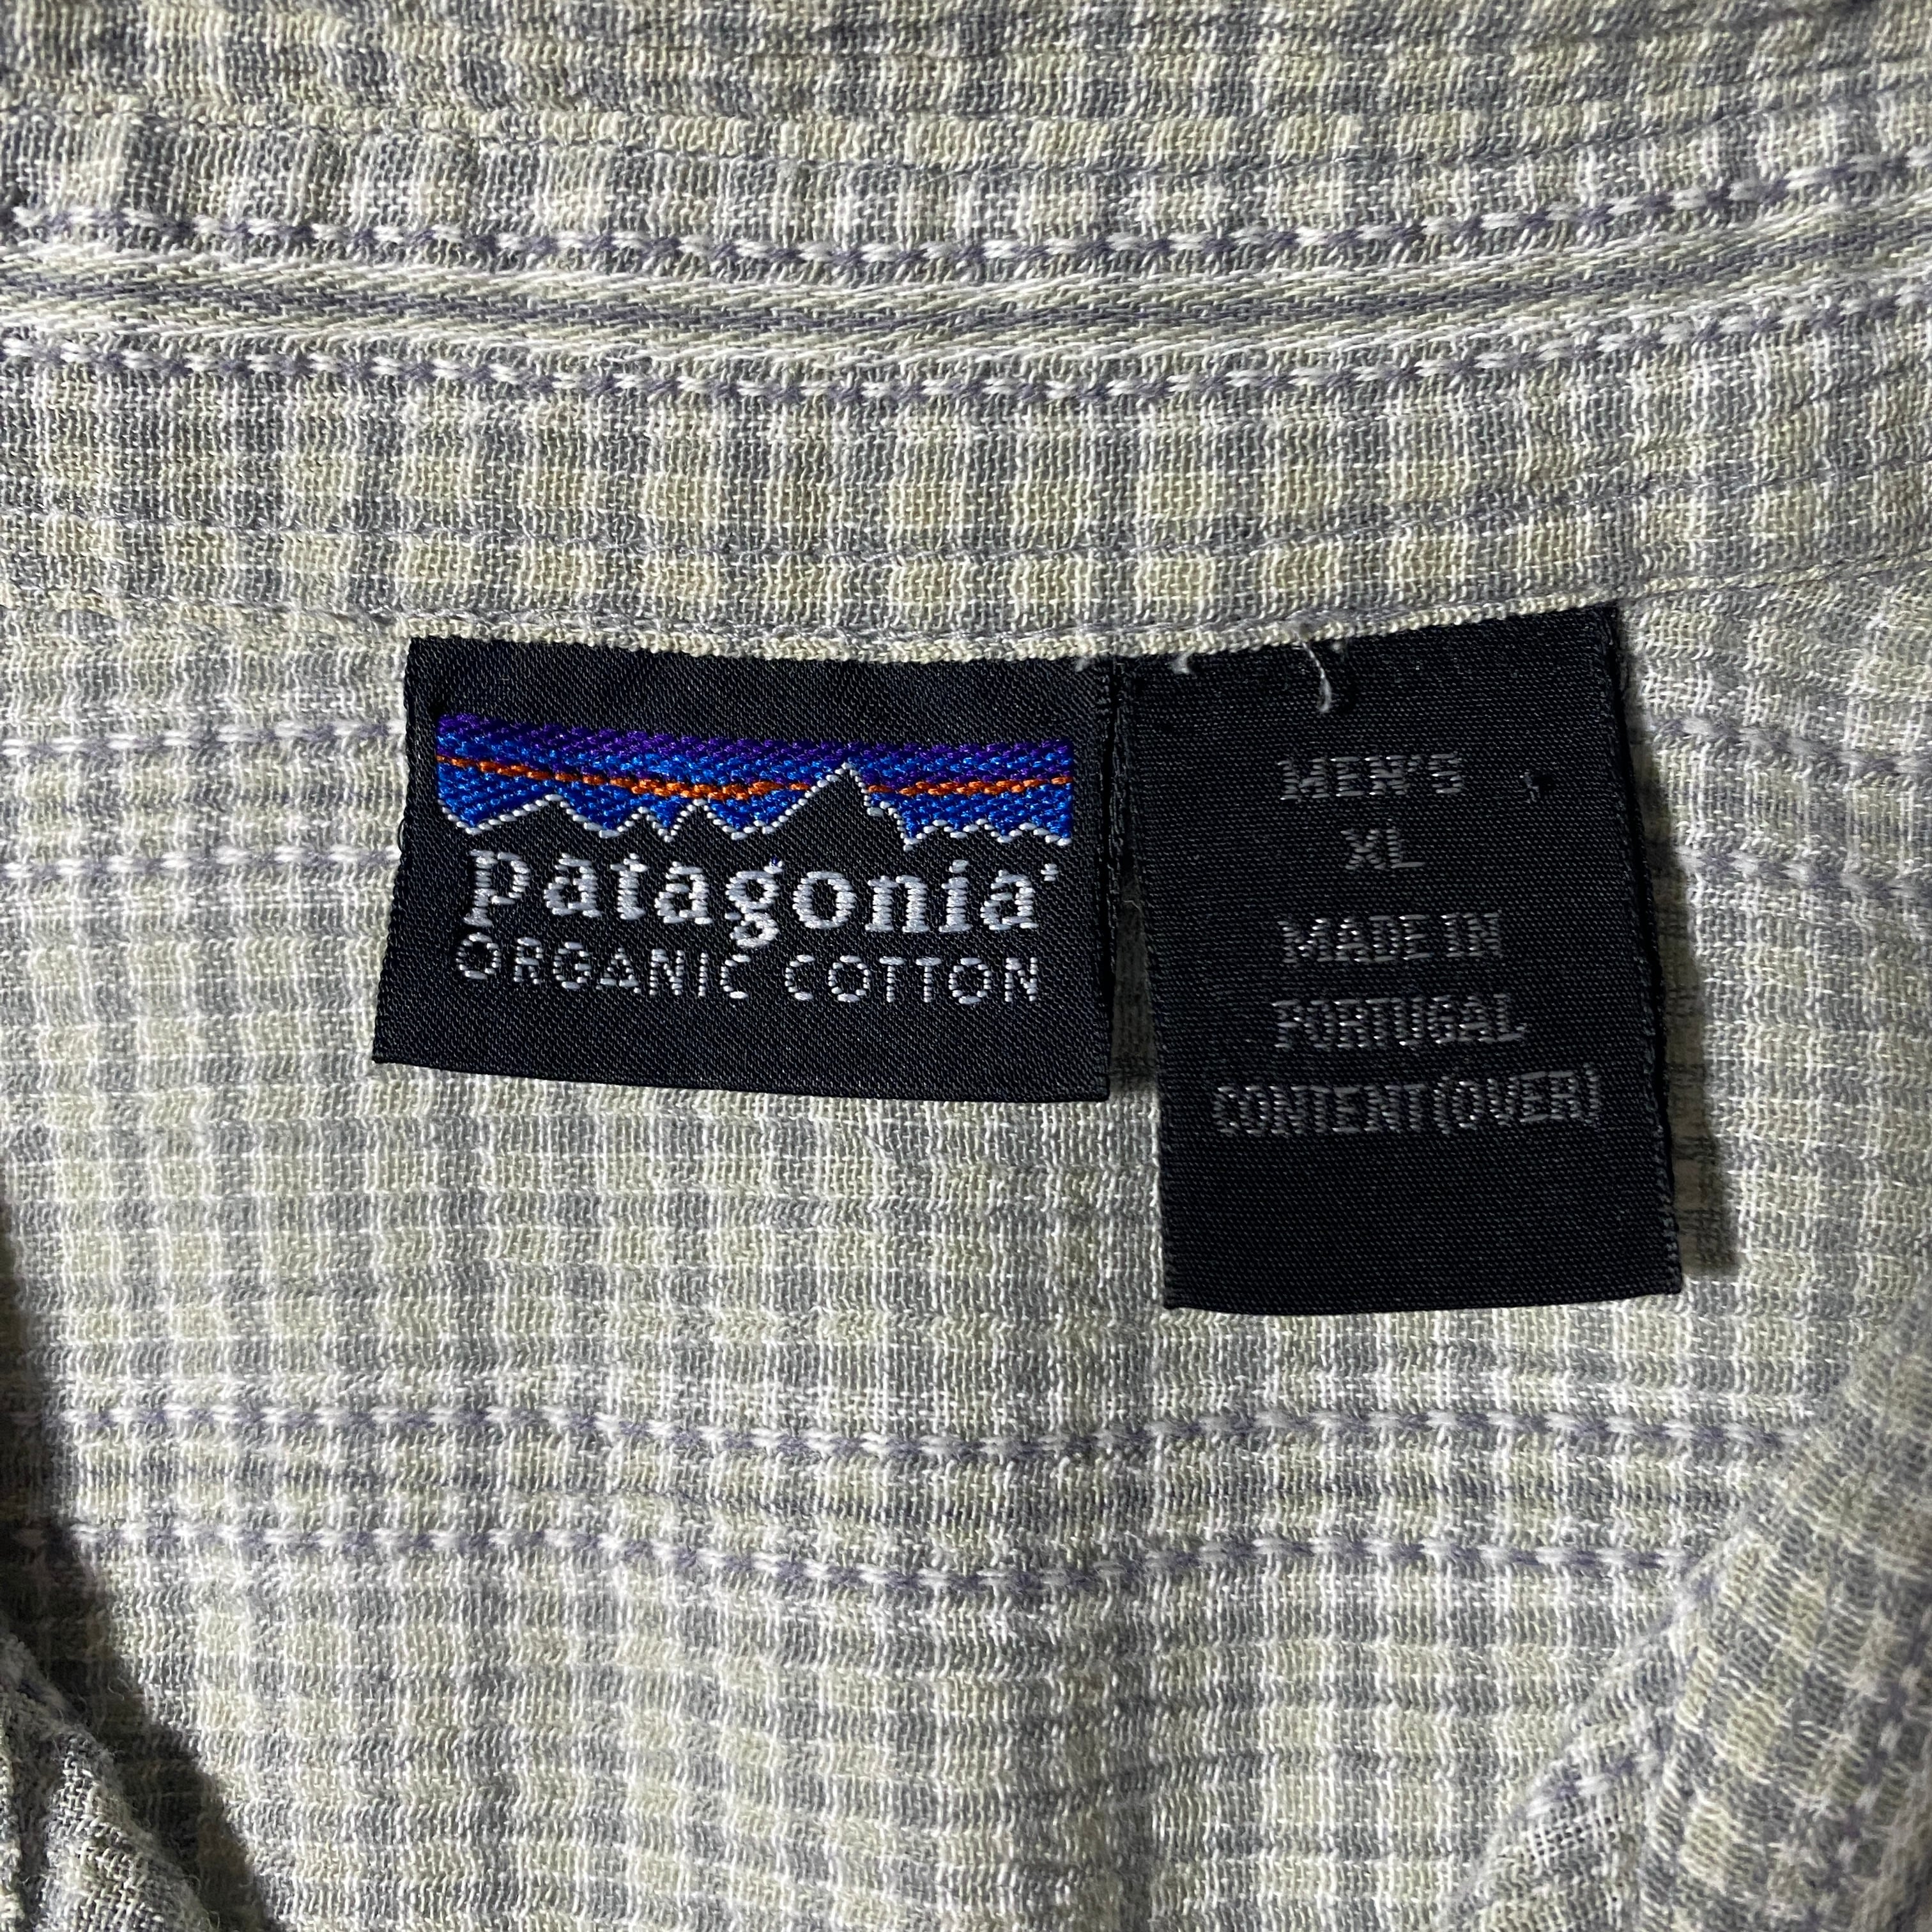 patagonia®
ORGANIC COTTON
MEN'S
XL
MADE IN
PORTUGAL
CONTENT(OVER)